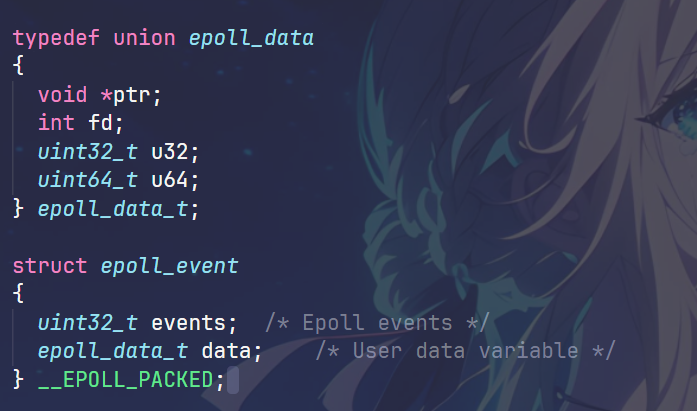 typedef union epoll_data
{
  void *ptr;
  int fd;
  uint32_t u32;
  uint64_t u64;
} epoll_data_t;

struct epoll_event
{
  uint32_t events;  /* Epoll events */
  epoll_data_t data;    /* User data variable */
} __EPOLL_PACKED;